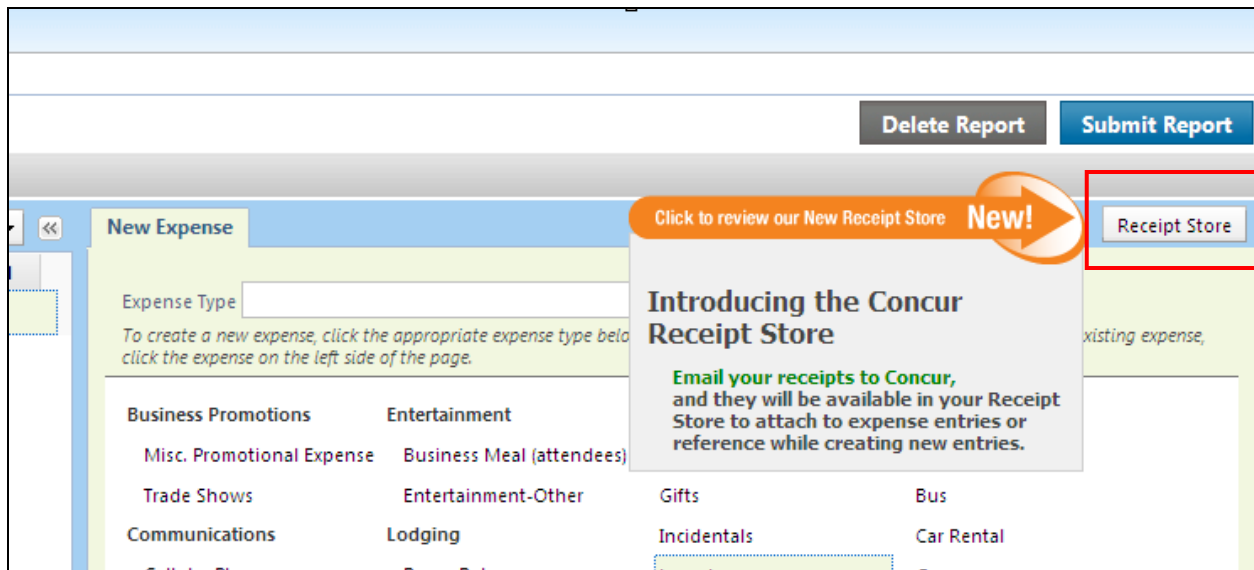 Delete Report
Submit Report
Click to review our New Receipt Store New!
Receipt Store
New Expense
Introducing the Concur
Receipt Store
Email your receipts to Concur,
and they will be available in your Receipt
Store to attach to expense entries or
reference while creating new entries.
Expense Type
To create a new expense, click the appropriate expense type
existing expense,
click the expense on the left side of the page.
Business Promotions Entertainment
Misc. Promotional Expense Business Meal (attendees)
Trade Shows Entertainment-Other Gifts Bus
Communications Lodging Incidentals Car Rental